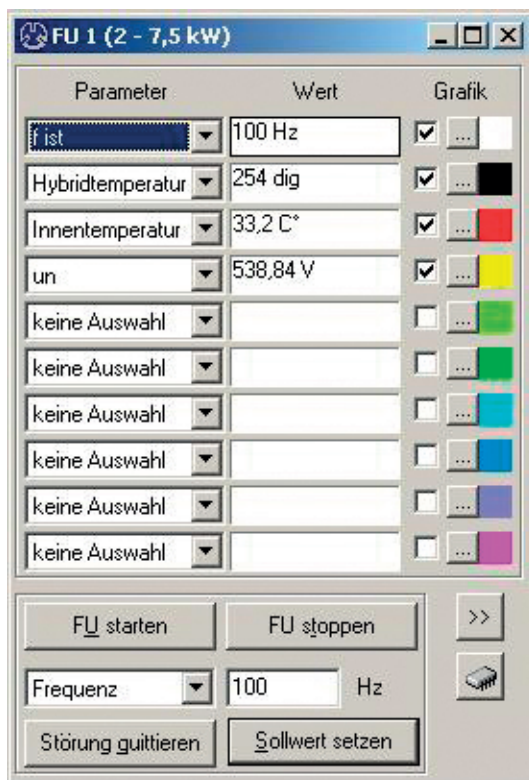 FU 1 (2 - 7,5 kW)
Parameter Wert Grafik
f ist 100 Hz ...
Hybridtemperatur 254 dig ...
Innentemperatur 33,2 C° ...
un 538,84 V ...
keine Auswahl ...
keine Auswahl ...
keine Auswahl ...
keine Auswahl ...
keine Auswahl ...
keine Auswahl ...
FU starten FU stoppen >>
Frequenz 100 Hz
Störung guittieren Sollwert setzen